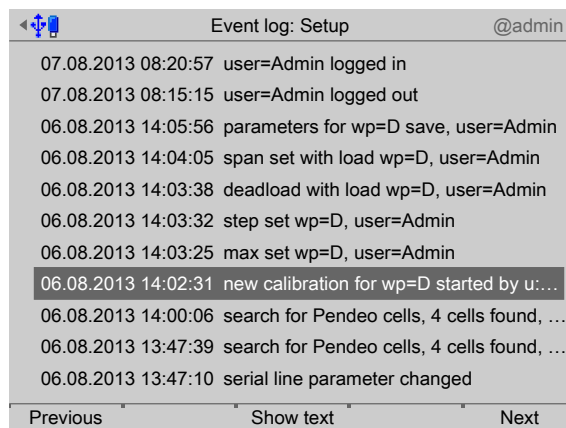 Event log: Setup @admin
07.08.2013 08:20:57 user=Admin logged in
07.08.2013 08:15:15 user=Admin logged out
06.08.2013 14:05:56 parameters for wp=D save, user=Admin
06.08.2013 14:04:05 span set with load wp=D, user=Admin
06.08.2013 14:03:38 deadload with load wp=D, user=Admin
06.08.2013 14:03:32 step set wp=D, user=Admin
06.08.2013 14:03:25 max set wp=D, user=Admin
06.08.2013 14:02:31 new calibration for wp=D started by u:…
06.08.2013 14:00:06 search for Pendeo cells, 4 cells found, …
06.08.2013 13:47:39 search for Pendeo cells, 4 cells found, …
06.08.2013 13:47:10 serial line parameter changed
Previous Show text Next